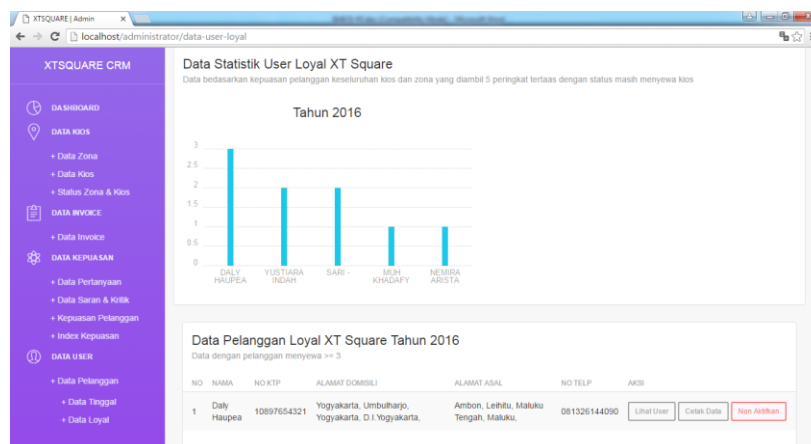 XTSQUARE | Admin
localhost/administrator/data-user-loyal
XTSQUARE CRM
DASHBOARD
DATA KIOS
+ Data Zona
+ Data Kios
+ Status Zona & Kios
DATA INVOICE
+ Data Invoice
DATA KEPUASAN
+ Data Pertanyaan
+ Data Saran & Kritik
+ Kepuasan Pelanggan
+ Index Kepuasan
DATA USER
+ Data Pelanggan
+ Data Tinggal
+ Data Loyal
Data Statistik User Loyal XT Square
Data bedasarkan kepuasan pelanggan keseluruhan kios dan zona yang diambil 5 peringkat tertaas dengan status masih menyewa kios
Tahun 2016
3
2.5
2
1.5
1
0.5
0
DALY HAUPEA
YUSTIARA INDAH
SARI -
MUH KHADAFY
NEMIRA ARISTA
Data Pelanggan Loyal XT Square Tahun 2016
Data dengan pelanggan menyewa >= 3
NO NAMA NO KTP ALAMAT DOMISILI ALAMAT ASAL NO TELP AKSI
1 Daly Haupea 10897654321 Yogyakarta, Umbulharjo, Yogyakarta, D.I.Yogyakarta, Ambon, Leihitu, Maluku Tengah, Maluku, 081326144090 Lihat User Cetak Data Non Aktifkan